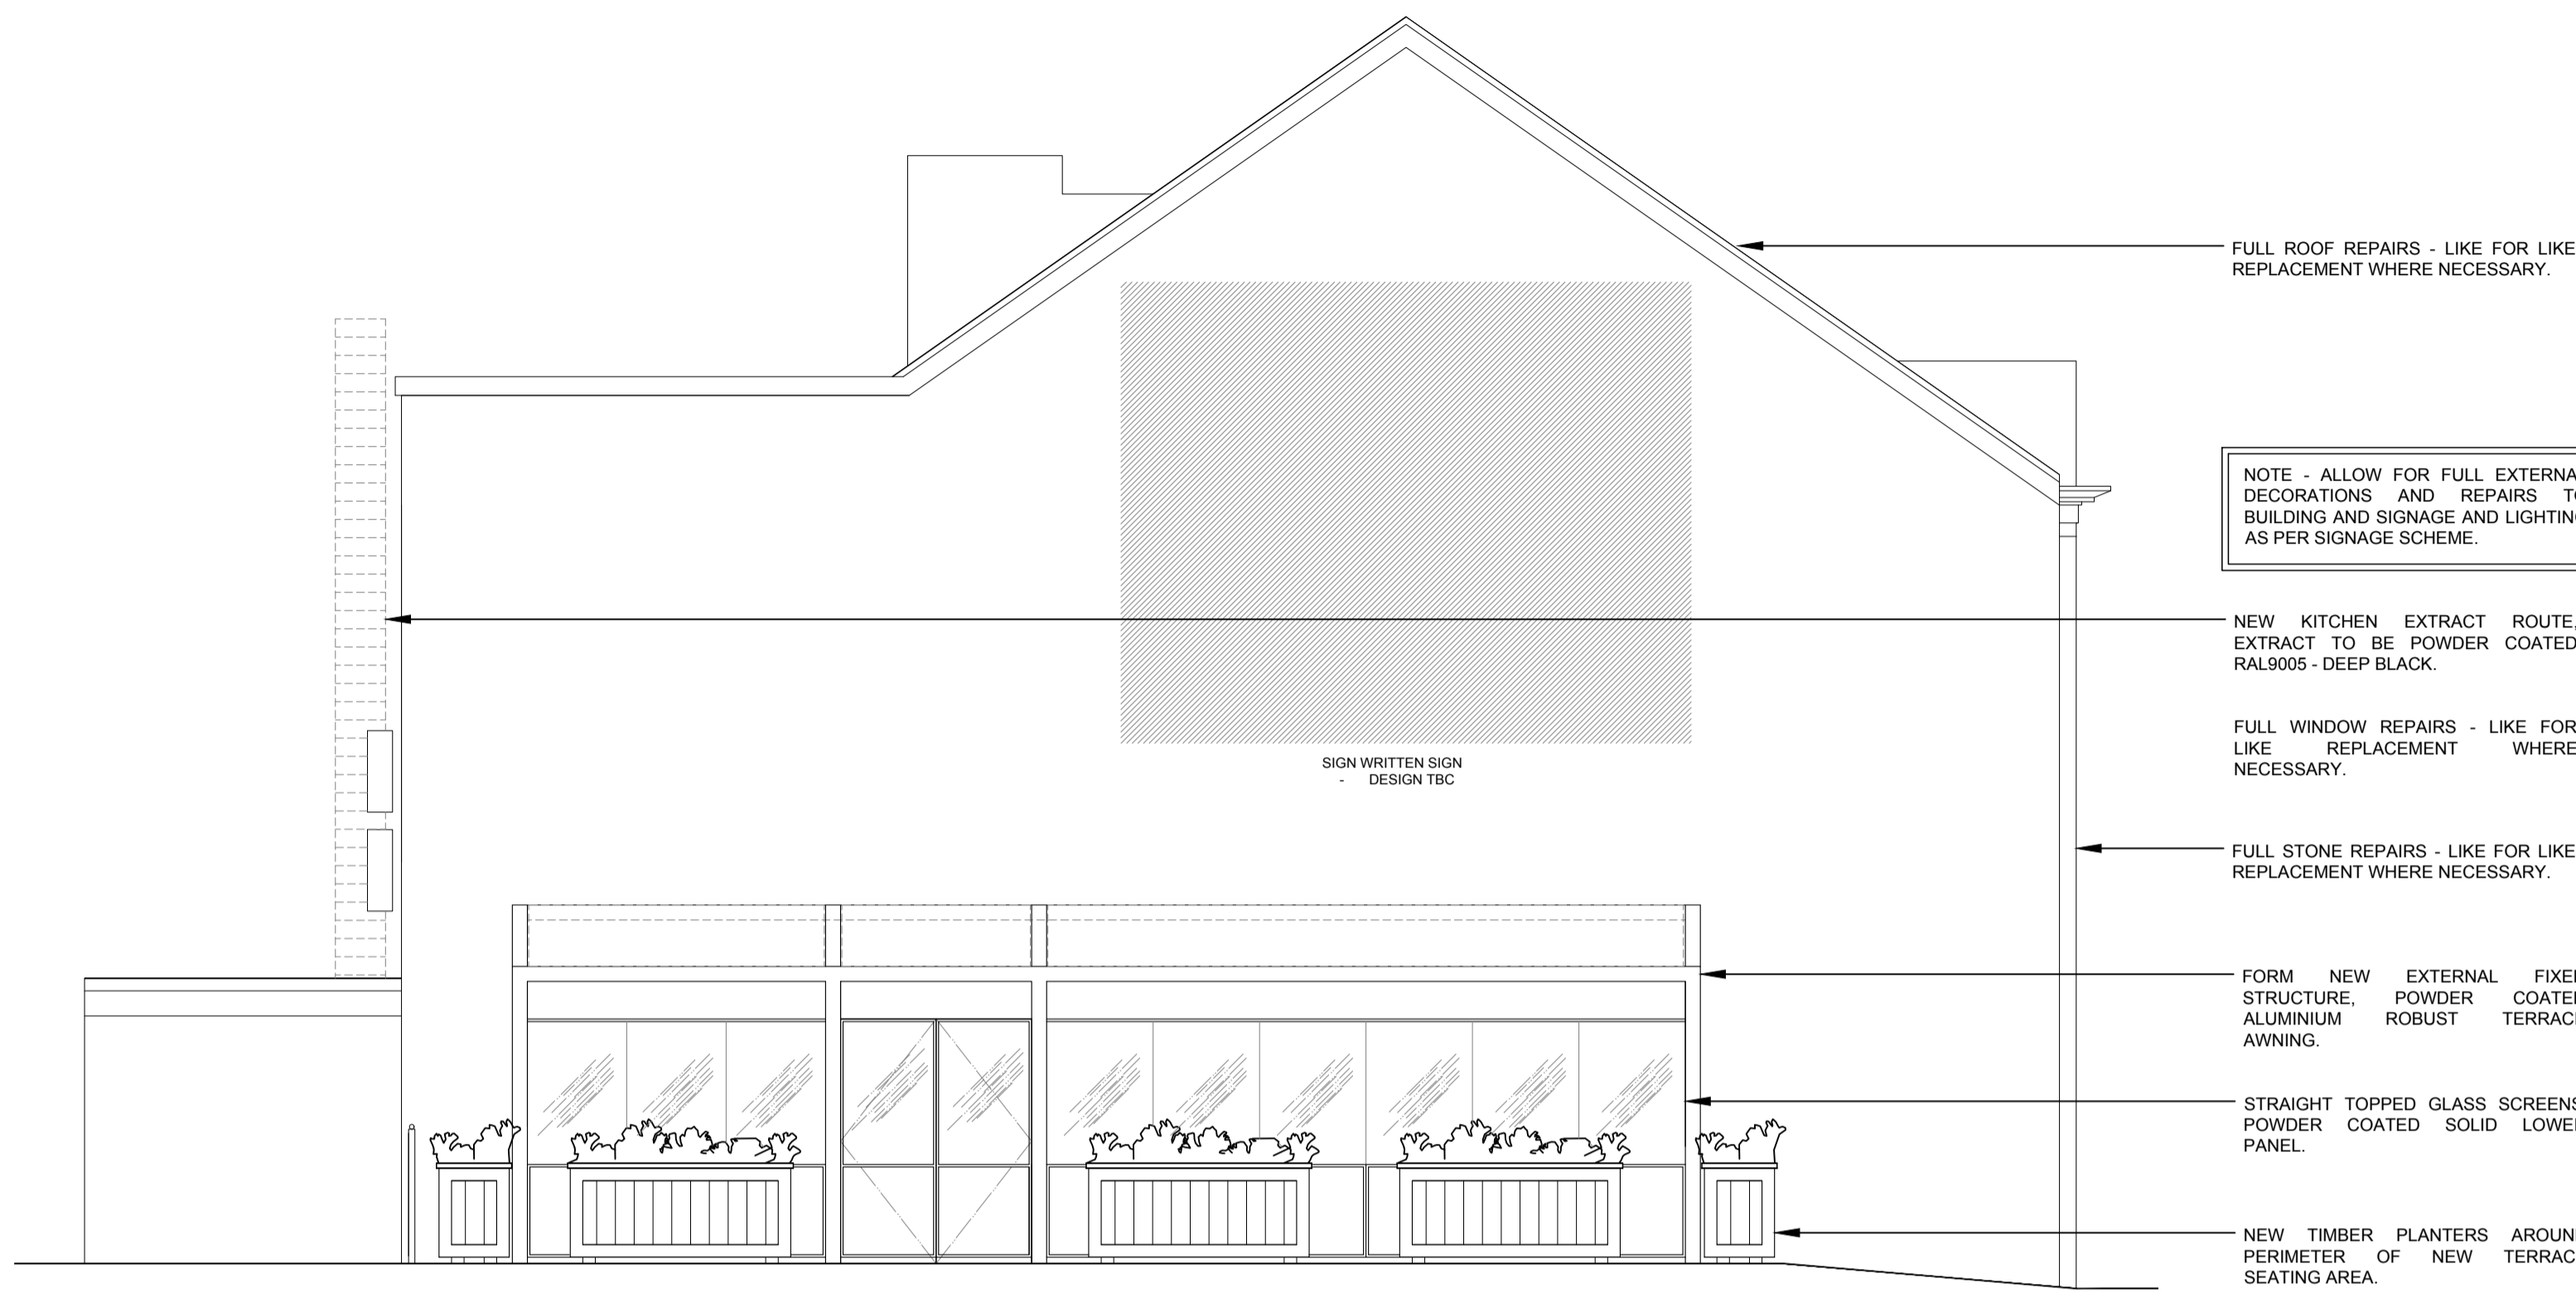 FULL ROOF REPAIRS - LIKE FOR LIKE
REPLACEMENT WHERE NECESSARY.
NOTE - ALLOW FOR FULL EXTERNA
DECORATIONS AND REPAIRS TO
BUILDING AND SIGNAGE AND LIGHTING
AS PER SIGNAGE SCHEME.
NEW KITCHEN EXTRACT ROUTE,
EXTRACT TO BE POWDER COATED
RAL9005 - DEEP BLACK.
FULL WINDOW REPAIRS - LIKE FOR
LIKE REPLACEMENT WHERE
NECESSARY.
SIGN WRITTEN SIGN
- DESIGN TBC
FULL STONE REPAIRS - LIKE FOR LIKE
REPLACEMENT WHERE NECESSARY.
FORM NEW EXTERNAL FIXE
STRUCTURE, POWDER COATE
ALUMINIUM ROBUST TERRAC
AWNING.
STRAIGHT TOPPED GLASS SCREENS
POWDER COATED SOLID LOWE
PANEL.
NEW TIMBER PLANTERS AROUN
PERIMETER OF NEW TERRAC
SEATING AREA.